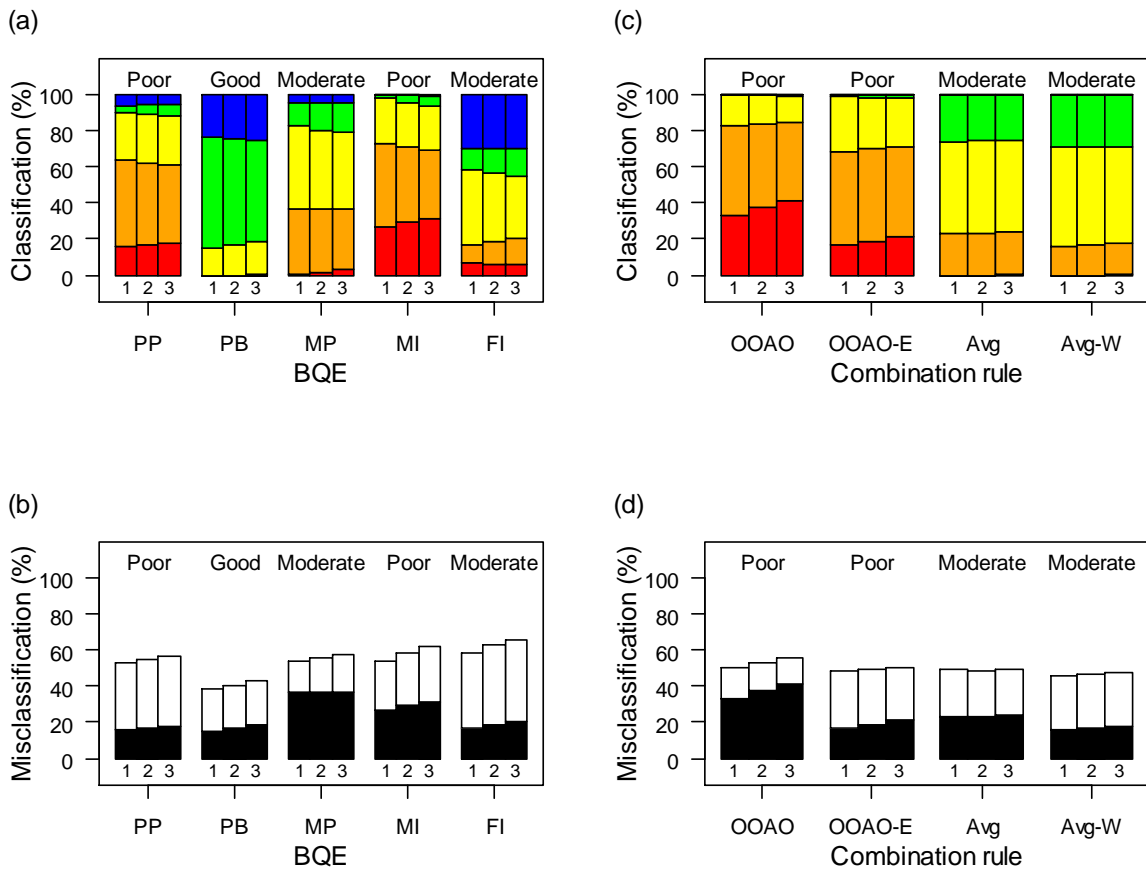 (a)
Poor Good Moderate Poor Moderate
Classification (%)
100
80
60
40
20
0
1 2 3 1 2 3 1 2 3 1 2 3 1 2 3
PP PB MP MI FI
BQE
(c)
Poor Poor Moderate Moderate
Classification (%)
100
80
60
40
20
0
1 2 3 1 2 3 1 2 3 1 2 3
OOAO OOAO-E Avg Avg-W
Combination rule
(b)
Poor Good Moderate Poor Moderate
Misclassification (%)
100
80
60
40
20
0
1 2 3 1 2 3 1 2 3 1 2 3 1 2 3
PP PB MP MI FI
BQE
(d)
Poor Poor Moderate Moderate
Misclassification (%)
100
80
60
40
20
0
1 2 3 1 2 3 1 2 3 1 2 3
OOAO OOAO-E Avg Avg-W
Combination rule